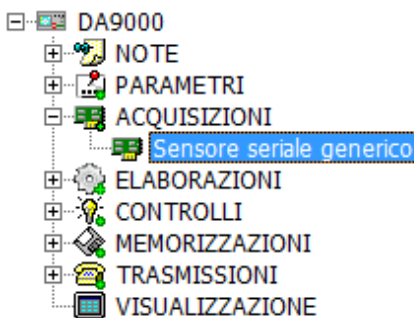 DA9000
NOTE
PARAMETRI
ACQUISIZIONI
Sensore seriale generico
ELABORAZIONI
CONTROLLI
MEMORIZZAZIONI
TRASMISSIONI
VISUALIZZAZIONE